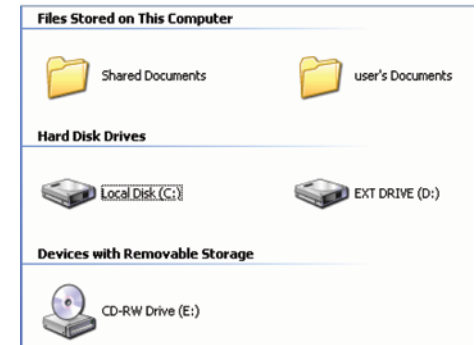 Files Stored on This Computer
Shared Documents
user's Documents
Hard Disk Drives
Local Disk (C:)
EXT DRIVE (D:)
Devices with Removable Storage
CD-RW Drive (E:)